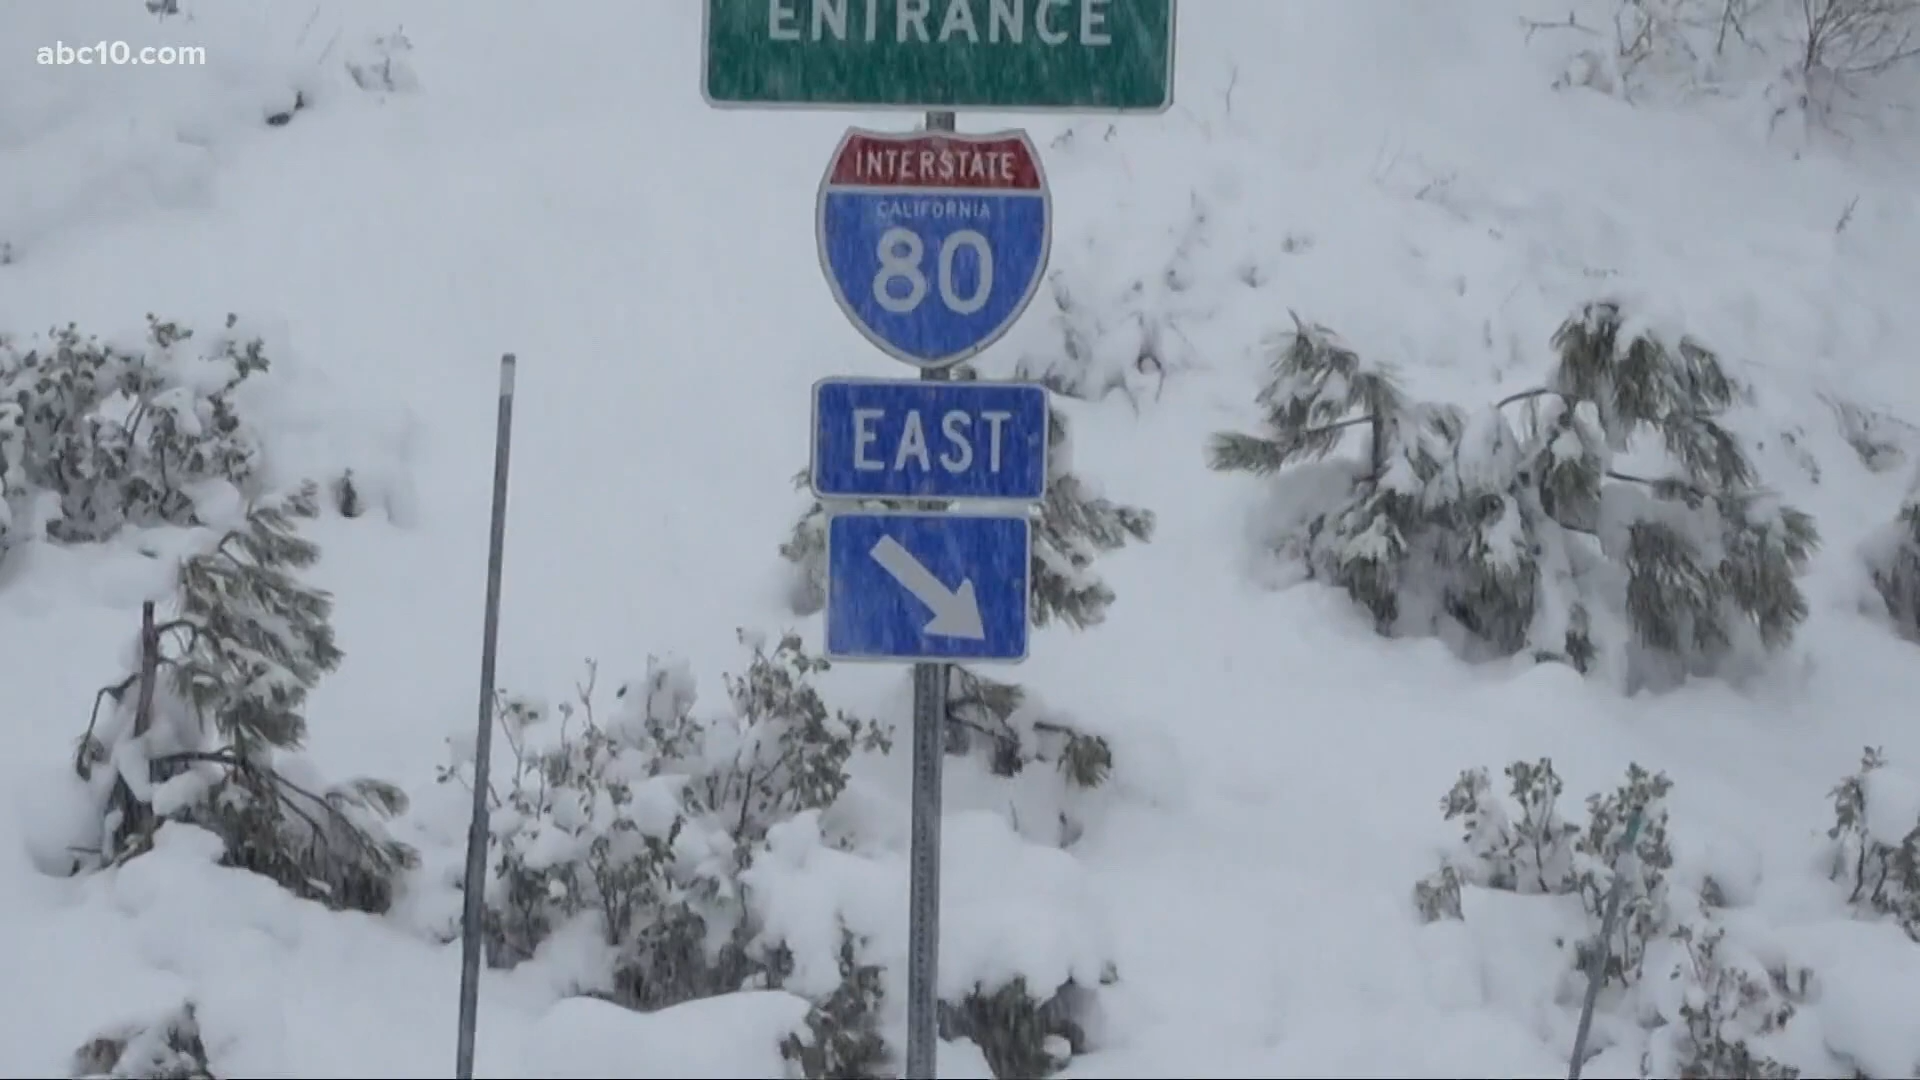 abc10.com
ENTRANCE
INTERSTATE
CALIFORNIA
80
EAST